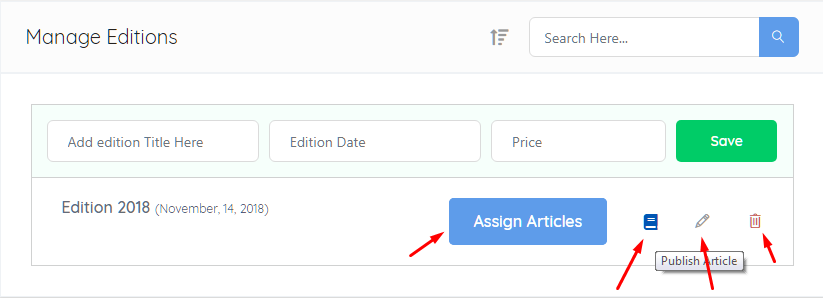 Manage Editions
Search Here...
Add edition Title Here
Edition Date
Price
Save
Edition 2018 (November, 14, 2018)
Assign Articles
Publish Article